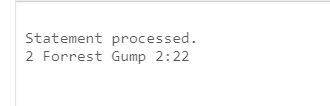 Statement processed.
2 Forrest Gump 2:22